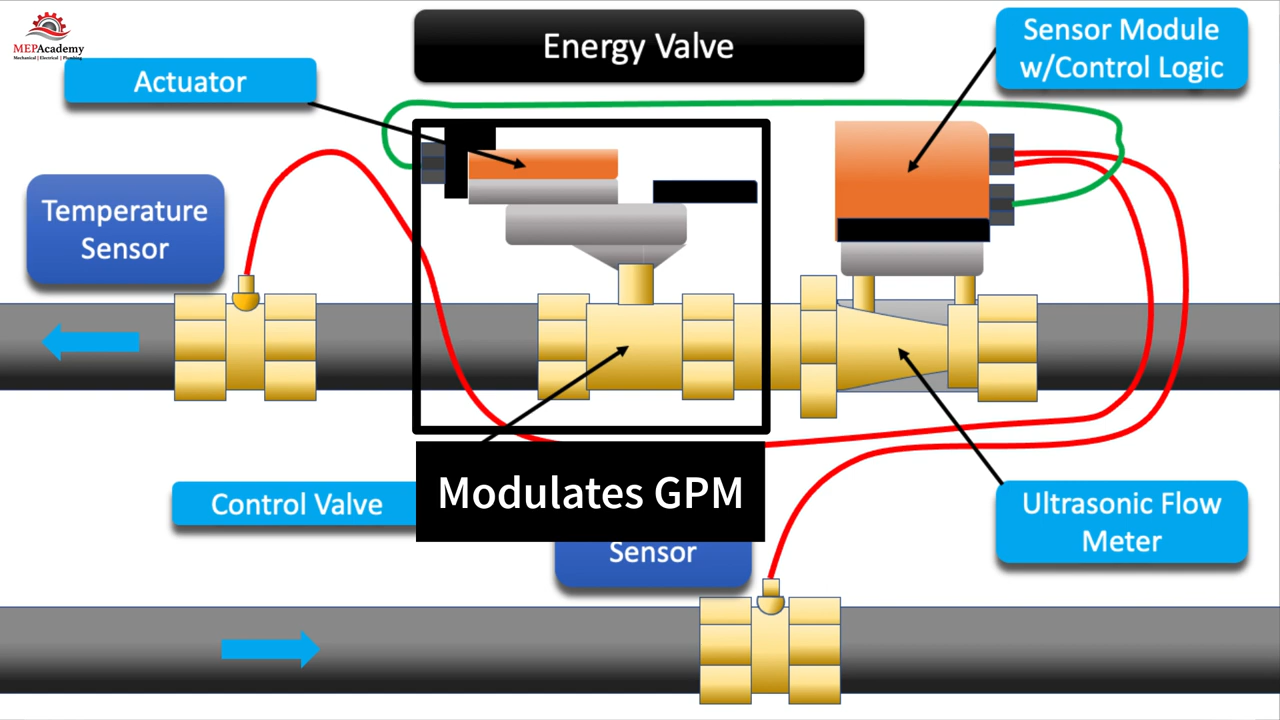 MEPAcademy
Mechanical | Electrical | Plumbing
Energy Valve
Sensor Module
w/Control Logic
Actuator
Temperature
Sensor
Modulates GPM
Control Valve
Sensor
Ultrasonic Flow
Meter